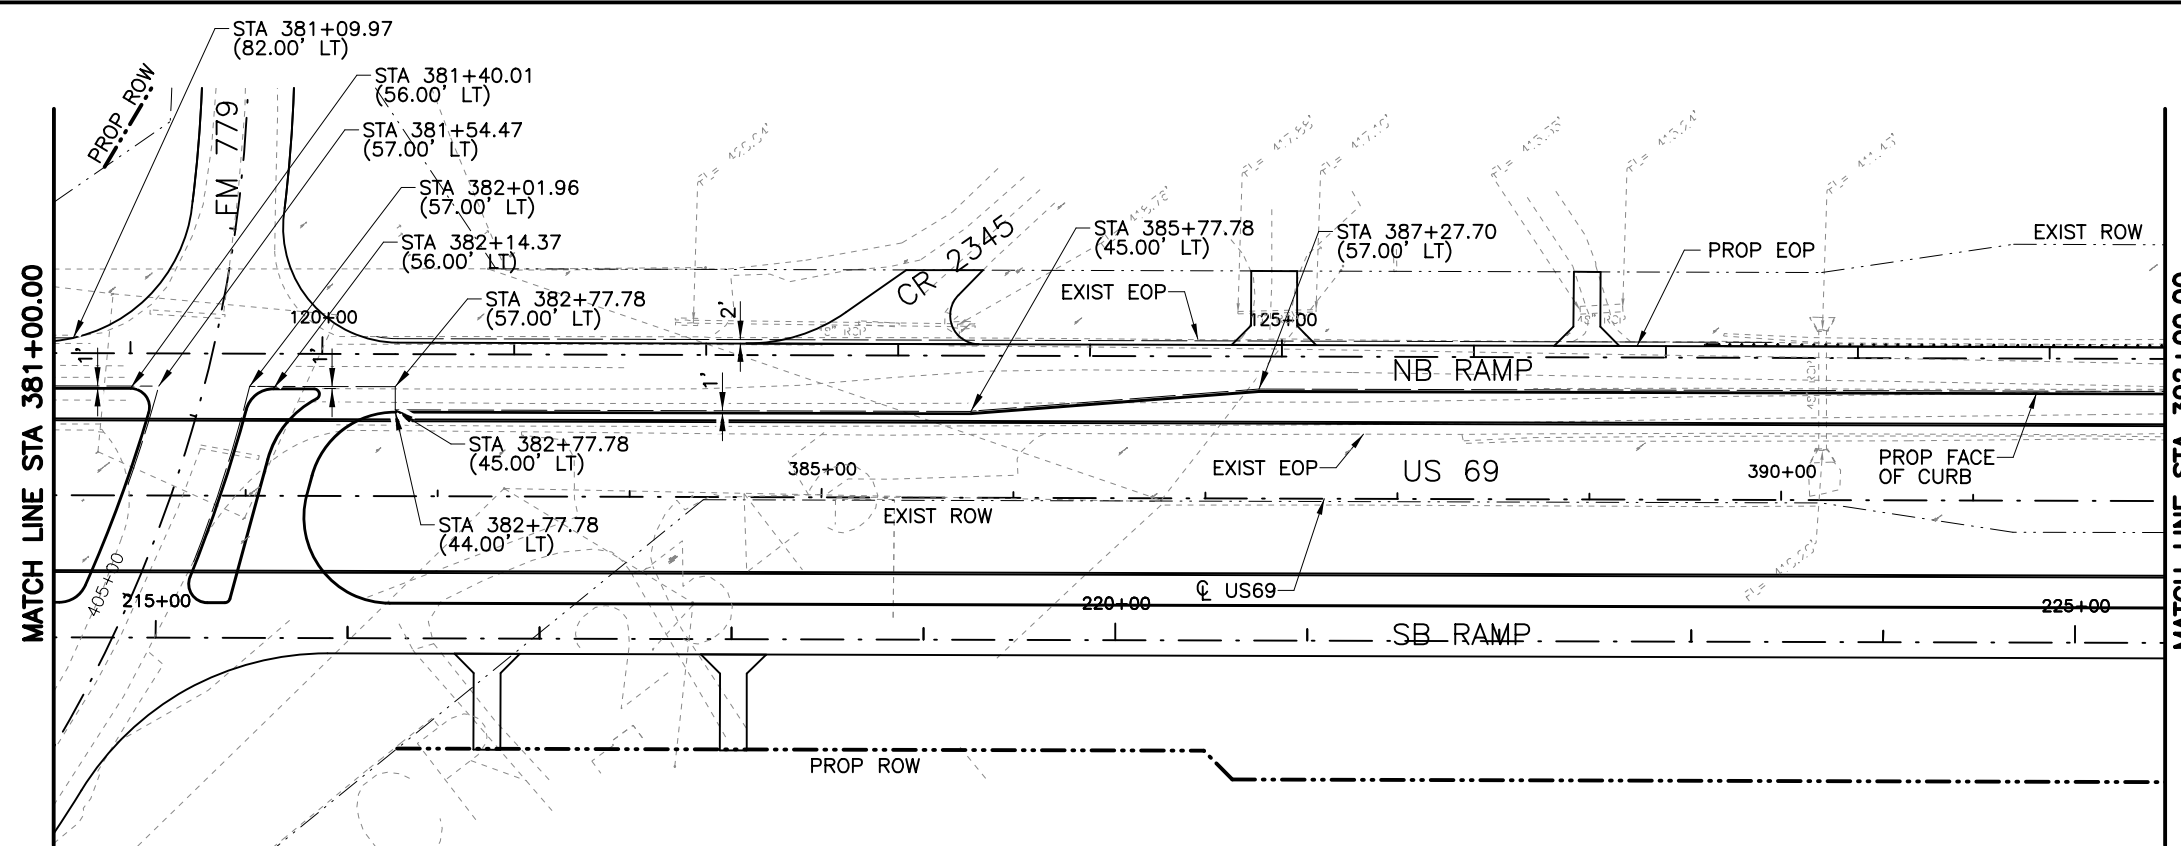 STA 381+09.97
(82.00' LT)
STA 381+40.01
(56.00' LT)
STA 381+54.47
(57.00' LT)
STA 382+01.96
(57.00' LT)
STA 382+14.37
(56.00' LT)
STA 382+77.78
(57.00' LT)
STA 382+77.78
(45.00' LT)
STA 382+77.78
(44.00' LT)
STA 385+77.78
(45.00' LT)
STA 387+27.70
(57.00' LT)
PROP ROW
FM 779
CR 2345
MATCH LINE STA 381+00.00
120+00
1'
1'
2'
1'
EXIST EOP
125+00
PROP EOP
EXIST ROW
NB RAMP
385+00
EXIST ROW
EXIST EOP
US 69
390+00
PROP FACE
OF CURB
405+00
215+00
℄ US69
220+00
SB RAMP
225+00
PROP ROW
MATCH LINE STA 392+00.00